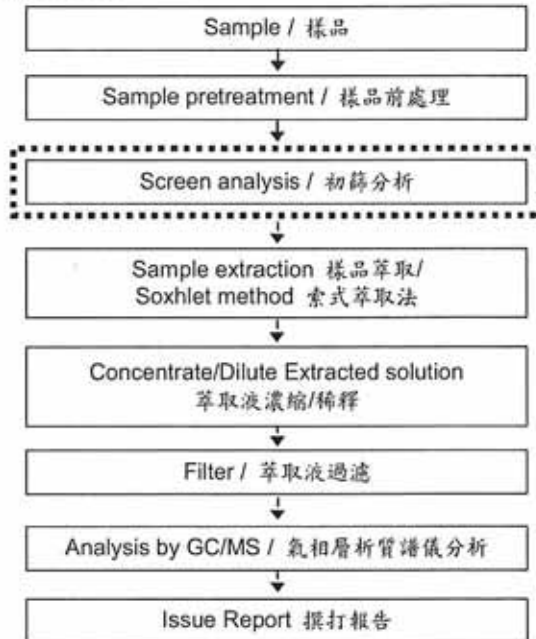 Sample / 樣品
Sample pretreatment / 樣品前處理
Screen analysis / 初篩分析
Sample extraction 樣品萃取/
Soxhlet method 索式萃取法
Concentrate/Dilute Extracted solution
萃取液濃縮/稀釋
Filter / 萃取液過濾
Analysis by GC/MS / 氣相層析質譜儀分析
Issue Report 撰打報告